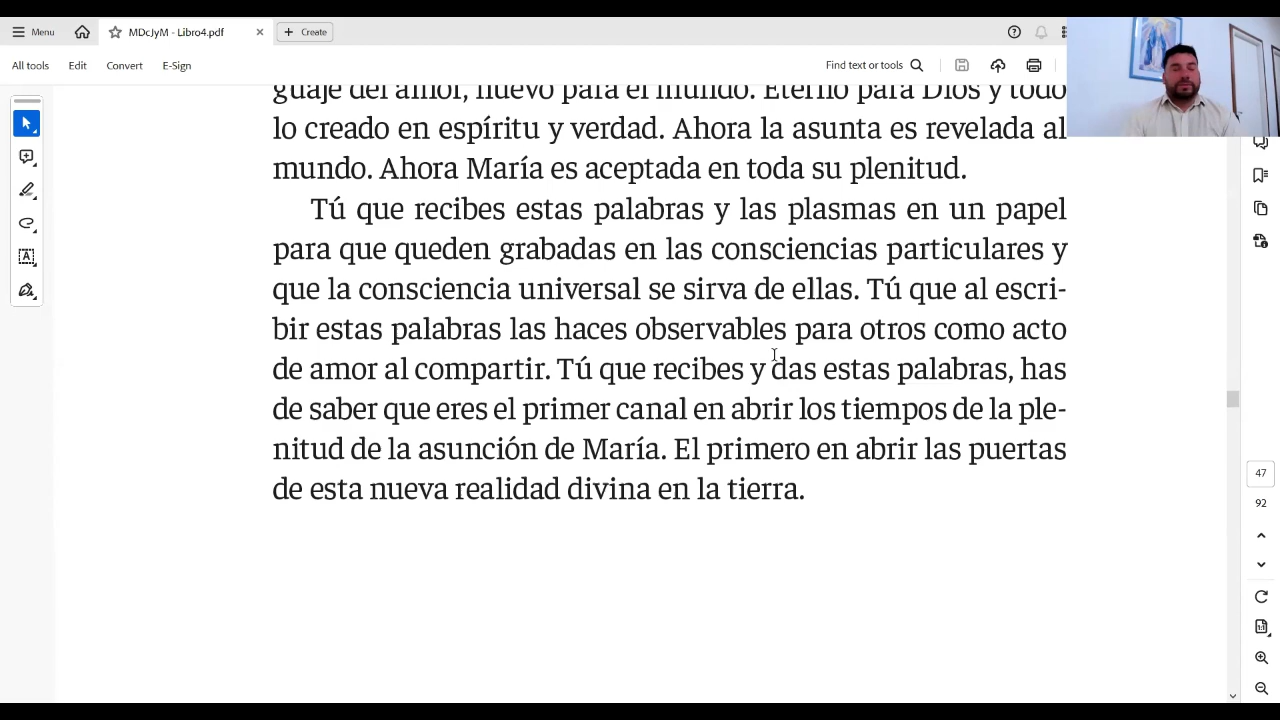 Menu
MDcJyM - Libro4.pdf
Create
All tools
Edit
Convert
E-Sign
Find text or tools
guaje del amor, nuevo para el mundo. Eterno para Dios y todo
lo creado en espíritu y verdad. Ahora la asunta es revelada al
mundo. Ahora María es aceptada en toda su plenitud.
Tú que recibes estas palabras y las plasmas en un papel
para que queden grabadas en las consciencias particulares y
que la consciencia universal se sirva de ellas. Tú que al escri-
bir estas palabras las haces observables para otros como acto
de amor al compartir. Tú que recibes y das estas palabras, has
de saber que eres el primer canal en abrir los tiempos de la ple-
nitud de la asunción de María. El primero en abrir las puertas
de esta nueva realidad divina en la tierra.
47
92